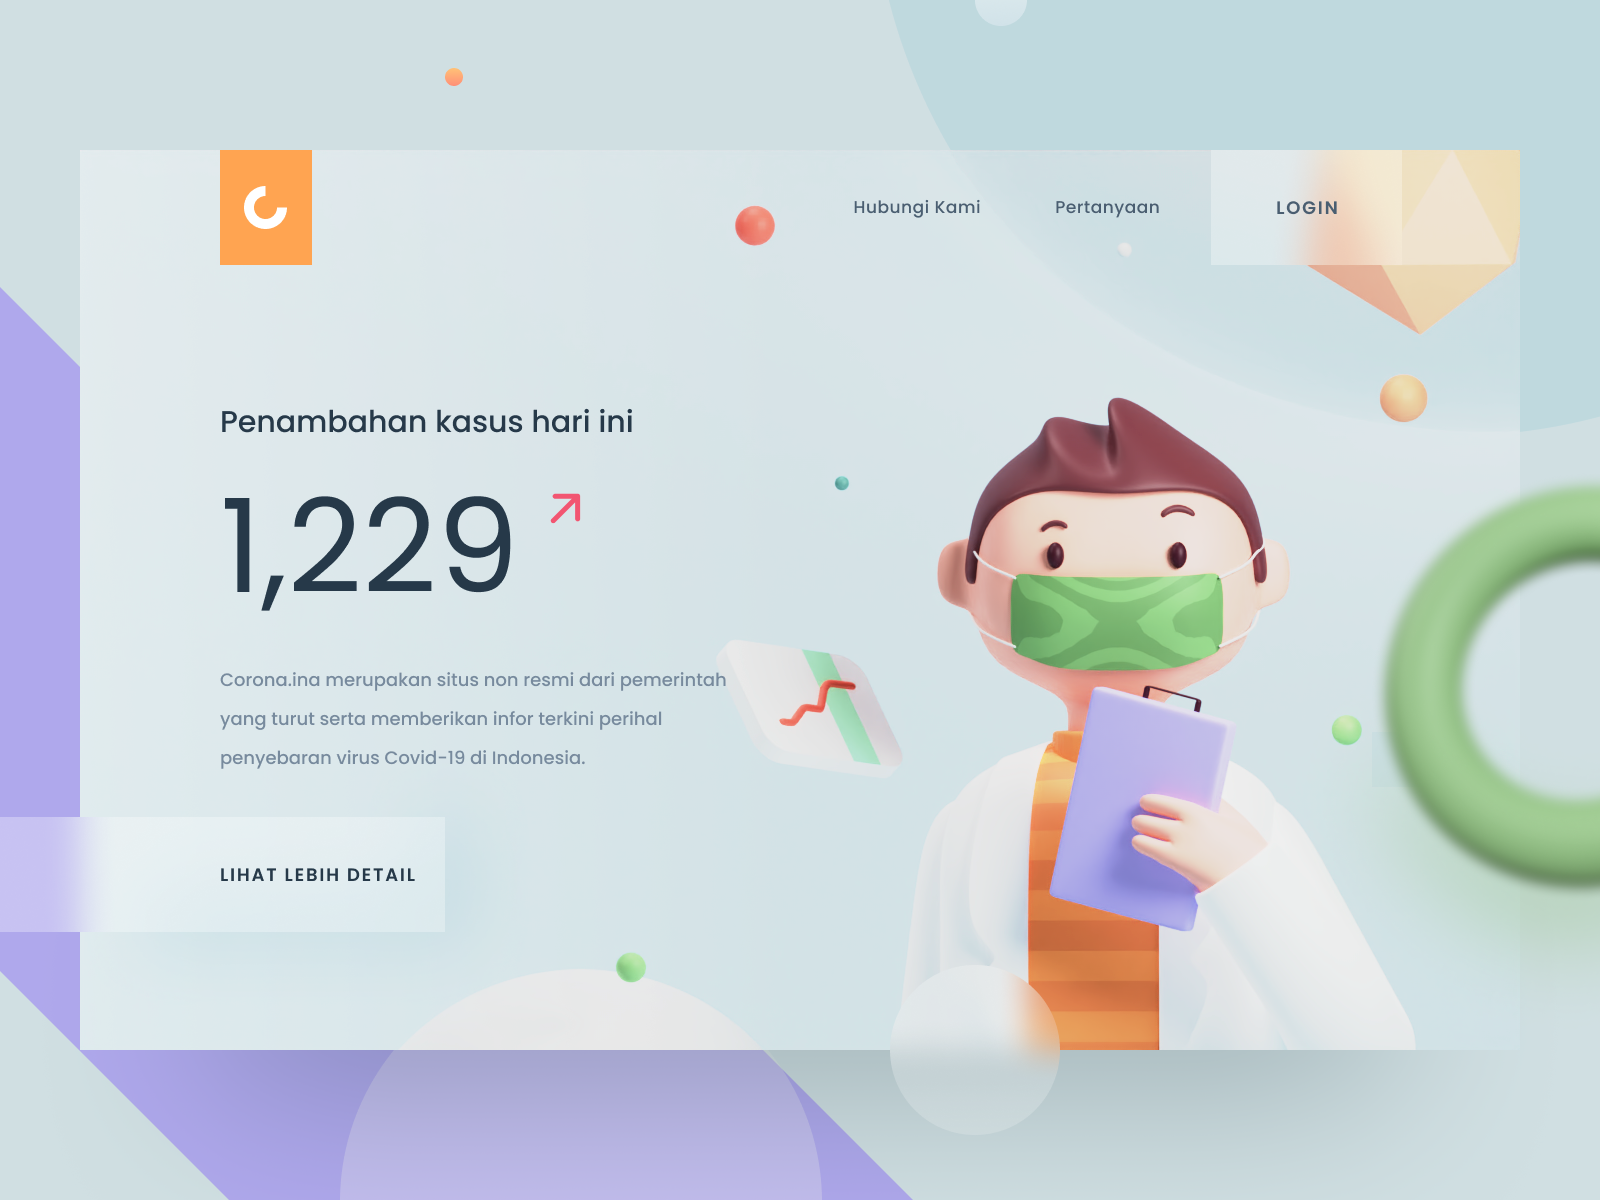 Hubungi Kami
Pertanyaan
LOGIN
Penambahan kasus hari ini
1,229
Corona.ina merupakan situs non resmi dari pemerintah
yang turut serta memberikan infor terkini perihal
penyebaran virus Covid-19 di Indonesia.
LIHAT LEBIH DETAIL